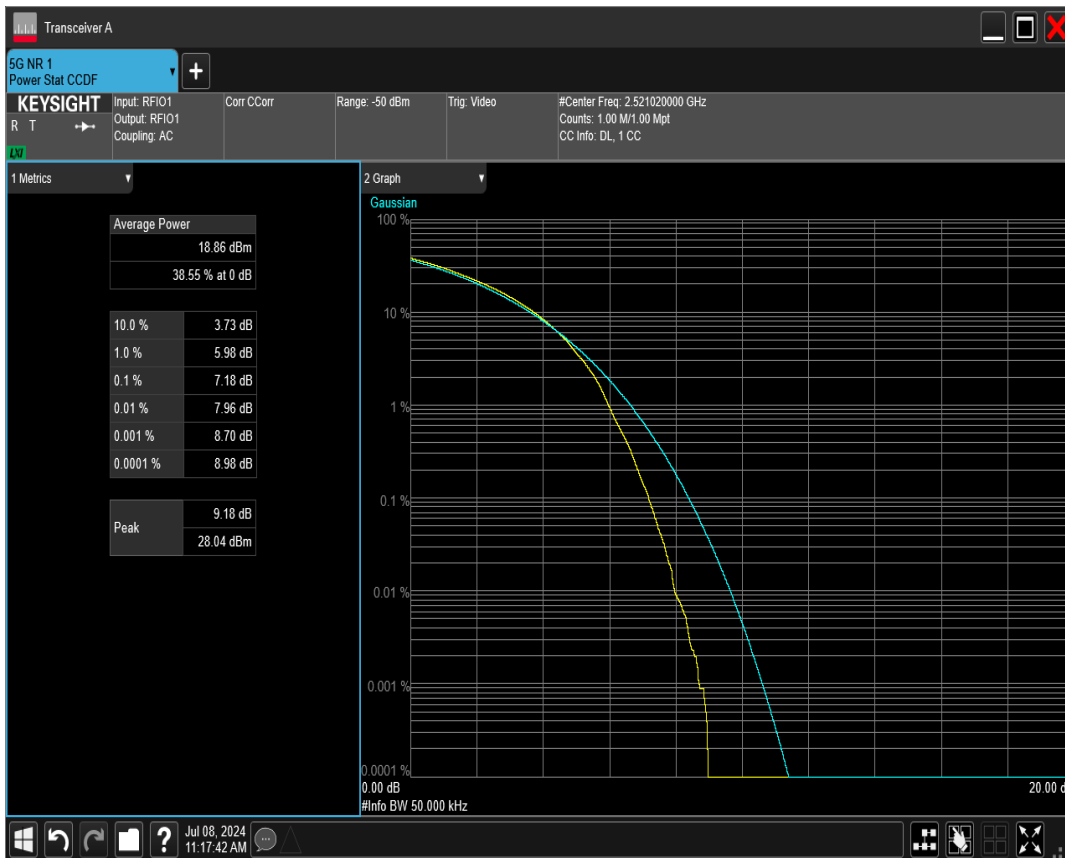 Transceiver A
5G NR 1
Power Stat CCDF
KEYSIGHT
R T
LXI
Input: RFIO1
Output: RFIO1
Coupling: AC
Corr CCorr
Range: -50 dBm
Trig: Video
#Center Freq: 2.521020000 GHz
Counts: 1.00 M/1.00 Mpt
CC Info: DL, 1 CC
1 Metrics
Average Power
18.86 dBm
38.55 % at 0 dB
10.0 % 3.73 dB
1.0 % 5.98 dB
0.1 % 7.18 dB
0.01 % 7.96 dB
0.001 % 8.70 dB
0.0001 % 8.98 dB
Peak
9.18 dB
28.04 dBm
2 Graph
Gaussian
100 %
10 %
1 %
0.1 %
0.01 %
0.001 %
0.0001 %
0.00 dB
20.00 d
#Info BW 50.000 kHz
?
Jul 08, 2024
11:17:42 AM